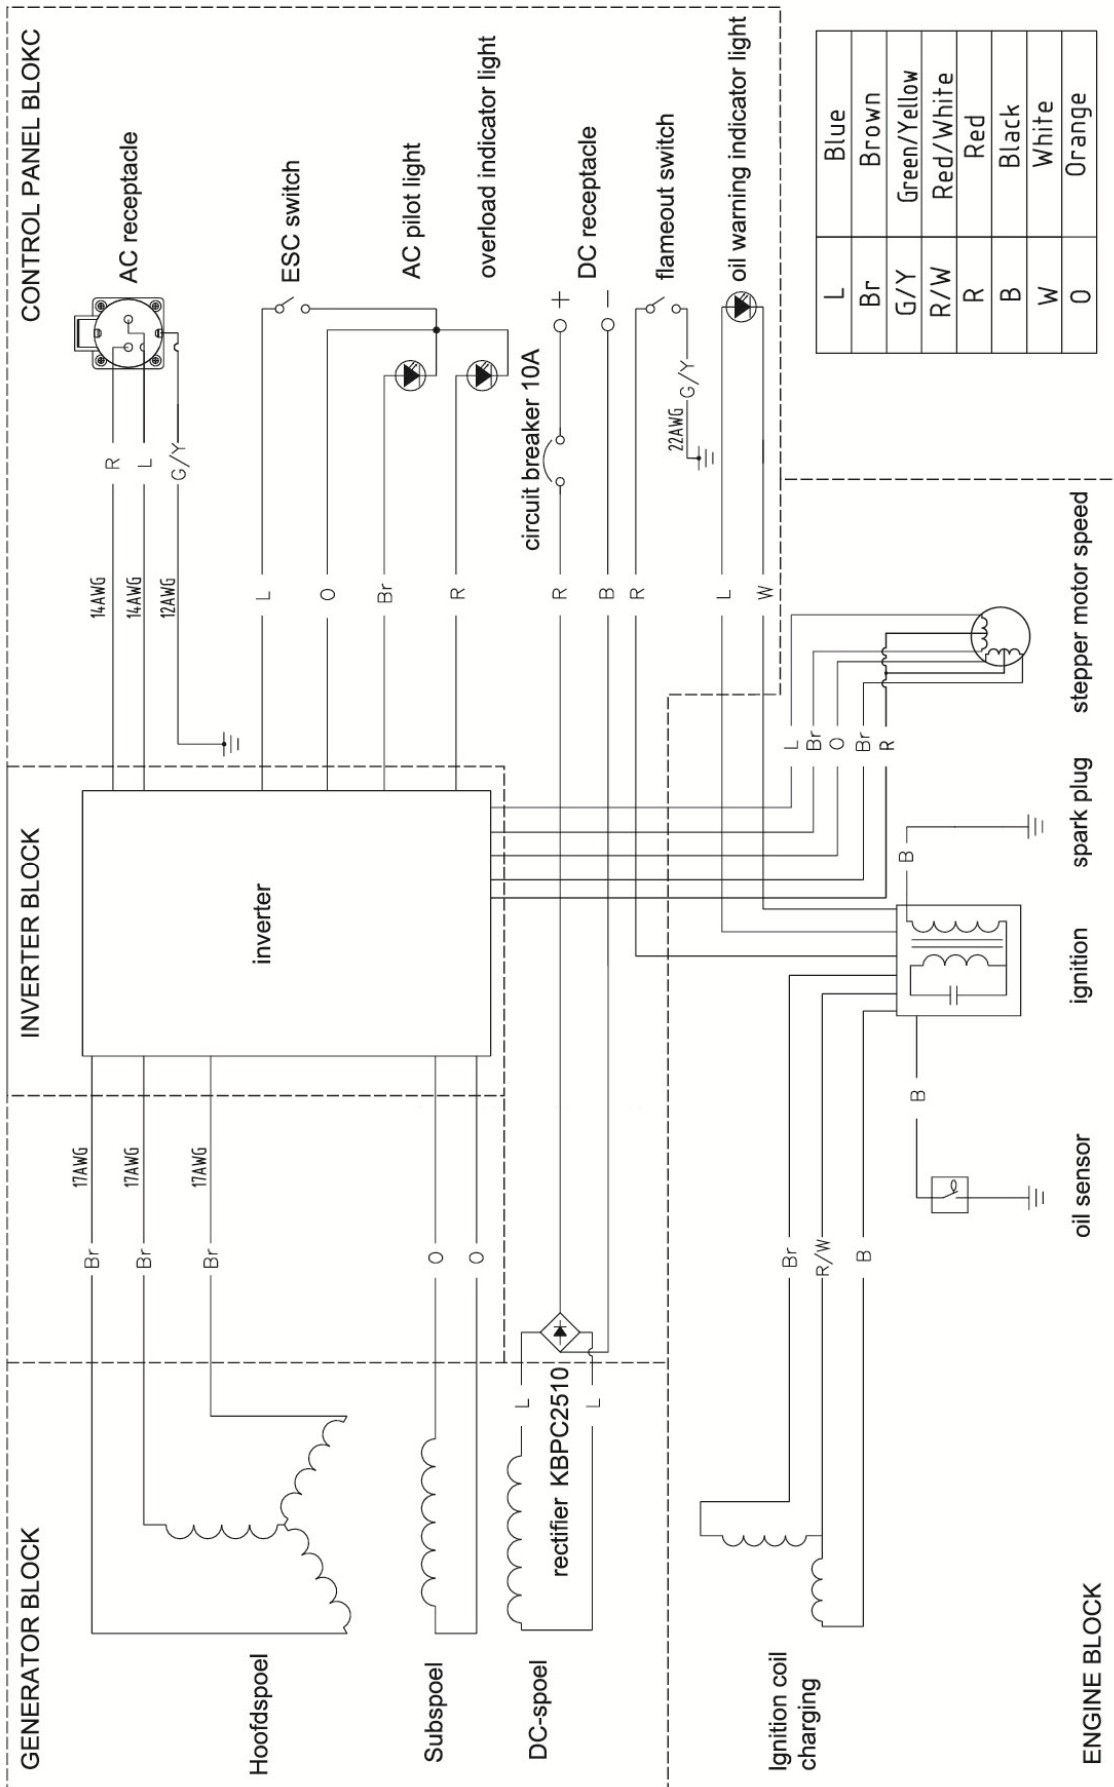 CONTROL PANEL BLOKC
AC receptacle
ESC switch
AC pilot light
overload indicator light
DC receptacle
flameout switch
oil warning indicator light
+
−
circuit breaker 10A
R
L
G/Y
14AWG
14AWG
12AWG
L
O
Br
R
R
B
R
L
W
22AWG
G/Y
L Blue
Br Brown
G/Y Green/Yellow
R/W Red/White
R Red
B Black
W White
O Orange
INVERTER BLOCK
inverter
L
Br
O
Br
R
B
B
stepper motor speed
spark plug
ignition
oil sensor
GENERATOR BLOCK
17AWG
17AWG
17AWG
Br
Br
Br
O
O
L
L
rectifier KBPC2510
Hoofdspoel
Subspoel
DC-spoel
Br
R/W
B
Ignition coil
charging
ENGINE BLOCK